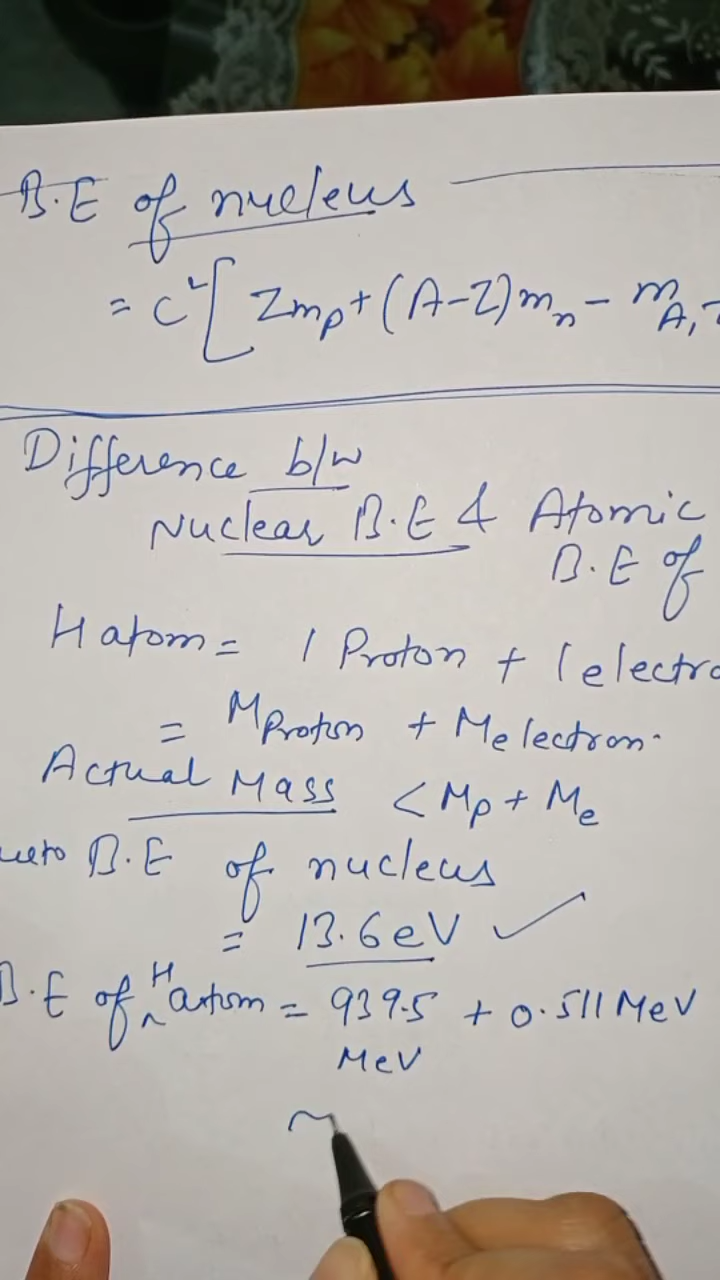 B.E of nucleus
= c²[ Zmp + (A-Z)mn - mA,
Difference b/w
Nuclear B.E & Atomic
B.E of
H atom = 1 Proton + 1 electro
= MProton + Melectron.
Actual Mass < Mp + Me
B.E of nucleus
= 13.6eV ✓
B.E of H atom = 939.5 + 0.511 MeV
MeV